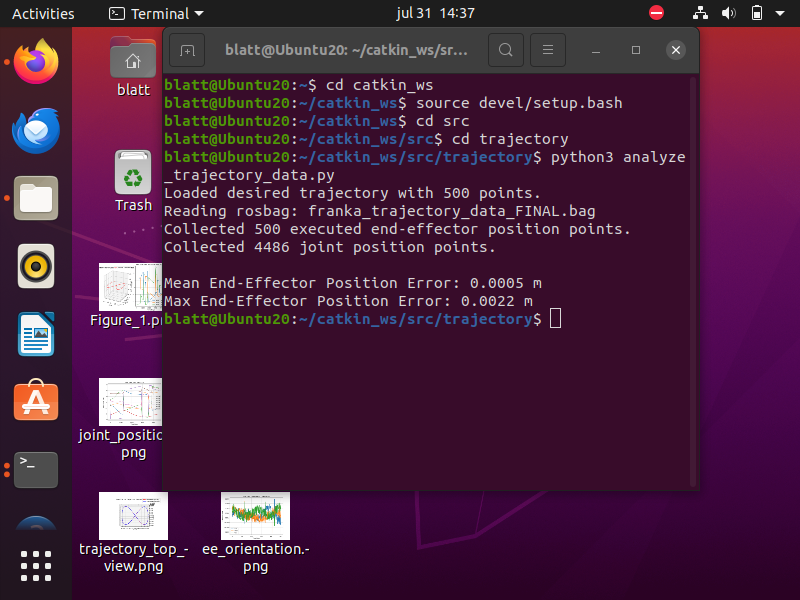 Activities
Terminal
jul 31 14:37
blatt@Ubuntu20: ~/catkin_ws/sr...
blatt@Ubuntu20:~$ cd catkin_ws
blatt@Ubuntu20:~/catkin_ws$ source devel/setup.bash
blatt@Ubuntu20:~/catkin_ws$ cd src
blatt@Ubuntu20:~/catkin_ws/src$ cd trajectory
blatt@Ubuntu20:~/catkin_ws/src/trajectory$ python3 analyze
_trajectory_data.py
Loaded desired trajectory with 500 points.
Reading rosbag: franka_trajectory_data_FINAL.bag
Collected 500 executed end-effector position points.
Collected 4486 joint position points.
Mean End-Effector Position Error: 0.0005 m
Max End-Effector Position Error: 0.0022 m
blatt@Ubuntu20:~/catkin_ws/src/trajectory$
blatt
Trash
Figure_1.p
joint_positio
png
trajectory_top_-
view.png
ee_orientation.-
png
>_